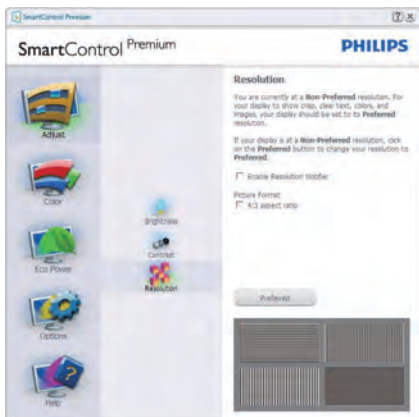 SmartControl Premium
SmartControl Premium
PHILIPS
Adjust
Color
Eco Power
Options
Help
Brightness
Contrast
Resolution
Resolution
You are currently at a Non-Preferred resolution. For
your display to show crisp, clear text, colors, and
images, your display should be set to its Preferred
resolution.
If your display is at a Non-Preferred resolution, click
on the Preferred button to change your resolution to
Preferred.
Enable Resolution Notifier
Picture Format
4:3 aspect ratio
Preferred